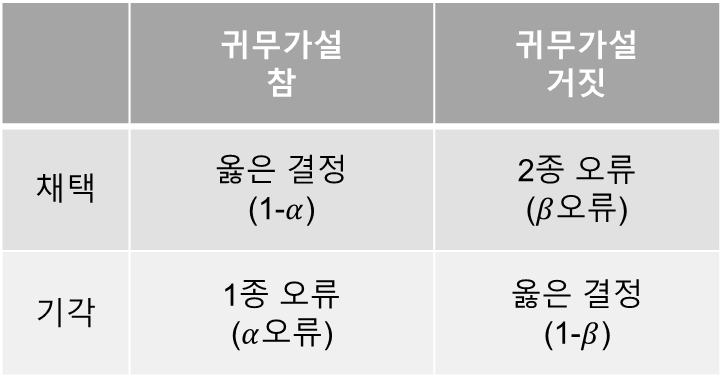 귀무가설
참
귀무가설
거짓
채택
옳은 결정
(1-α)
2종 오류
(β오류)
기각
1종 오류
(α오류)
옳은 결정
(1-β)